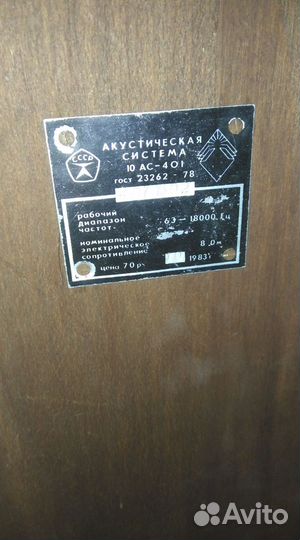 СССР
АКУСТИЧЕСКАЯ
СИСТЕМА
10 АС-401
ГОСТ 23262-78
рабочий
диапазон 63-18000 Гц
частот
номинальное 8 Ом
электрическое
сопротивление 1983
цена 70
Avito